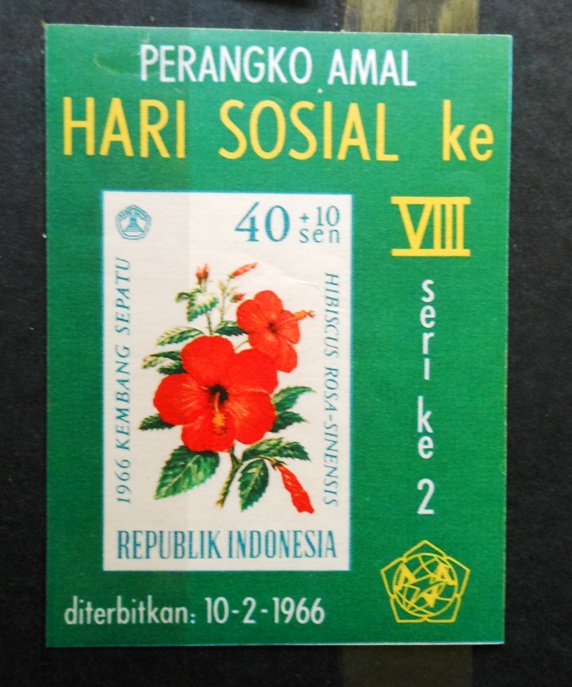 PERANGKO AMAL
HARI SOSIAL ke
VIII
seri ke 2
40 +10
sen
1966 KEMBANG SEPATU
HIBISCUS ROSA-SINENSIS
REPUBLIK INDONESIA
diterbitkan: 10-2-1966